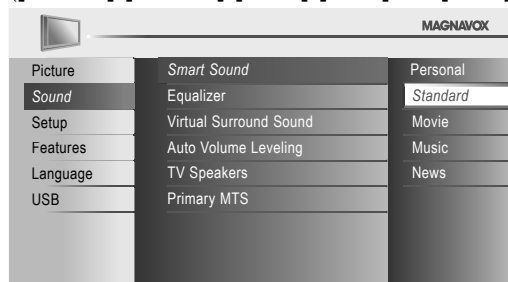 MAGNAVOX
Picture
Sound
Setup
Features
Language
USB
Smart Sound
Equalizer
Virtual Surround Sound
Auto Volume Leveling
TV Speakers
Primary MTS
Personal
Standard
Movie
Music
News